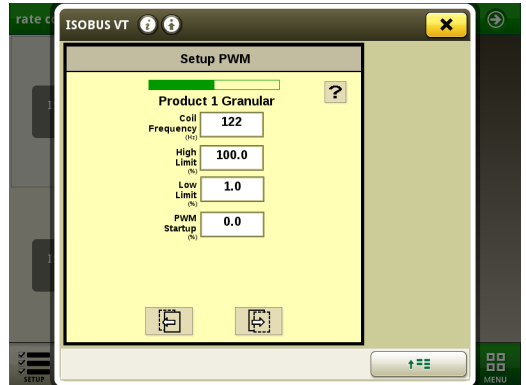 rate c
ISOBUS VT
Setup PWM
?
Product 1 Granular
Coil
Frequency
(Hz)
122
High
Limit
(%)
100.0
Low
Limit
(%)
1.0
PWM
Startup
(%)
0.0
SETUP
MENU